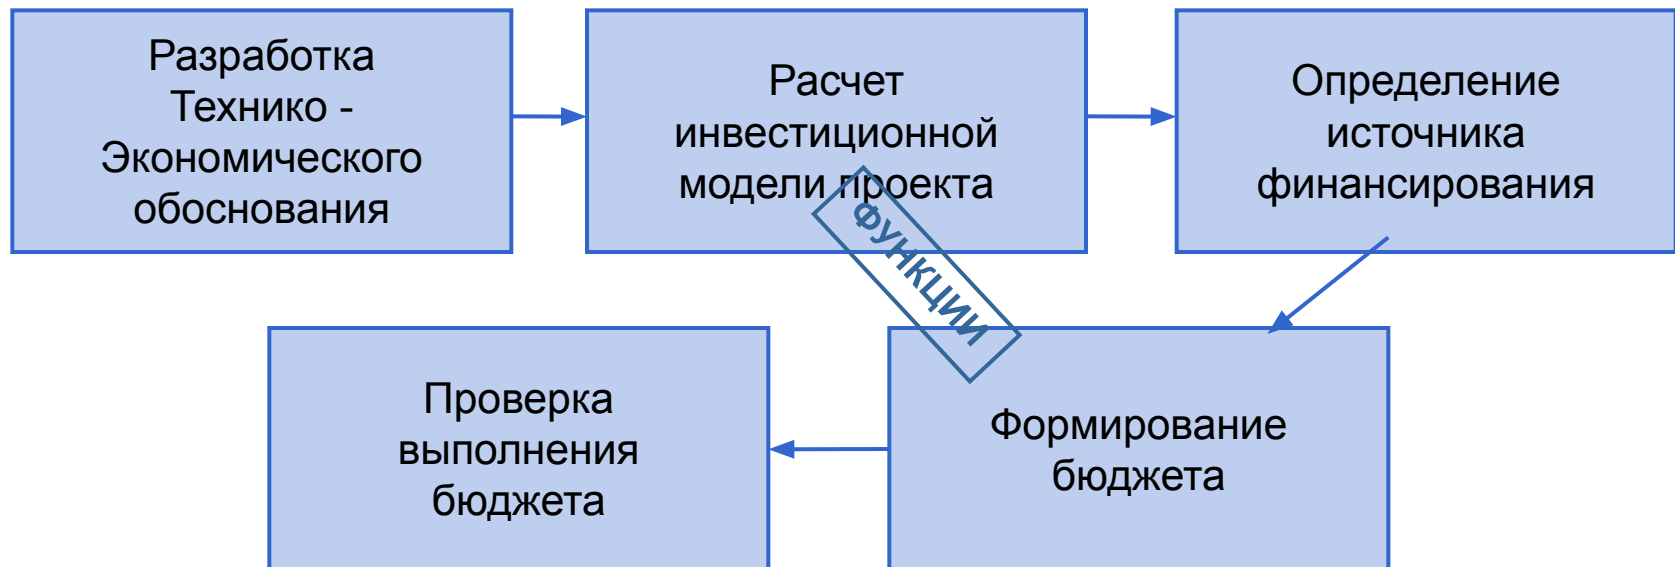 Разработка
Технико -
Экономического
обоснования
Расчет
инвестиционной
модели проекта
Определение
источника
финансирования
ФУНКЦИИ
Проверка
выполнения
бюджета
Формирование
бюджета